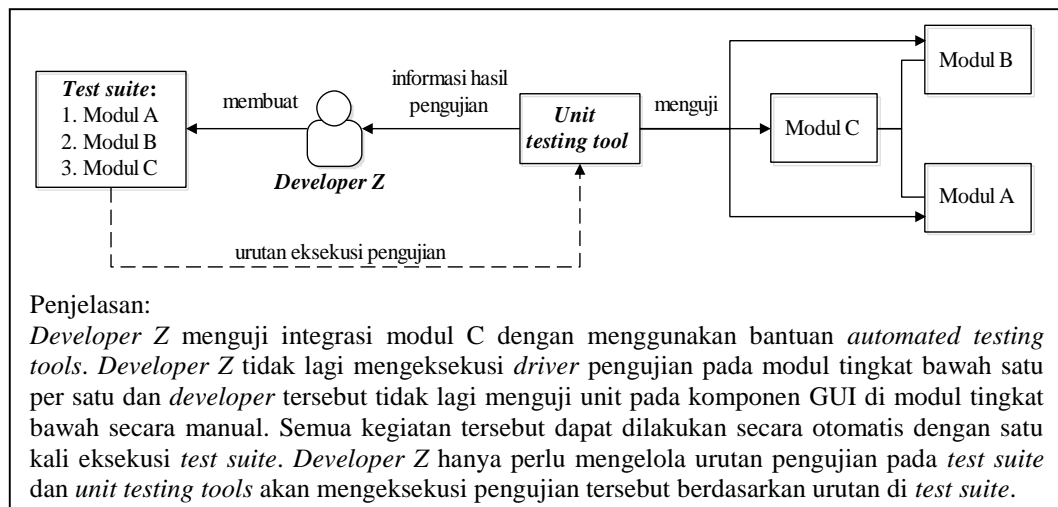 Test suite:
1. Modul A
2. Modul B
3. Modul C
membuat
Developer Z
informasi hasil
pengujian
Unit
testing tool
menguji
Modul B
Modul C
Modul A
urutan eksekusi pengujian
Penjelasan:
Developer Z menguji integrasi modul C dengan menggunakan bantuan automated testing
tools. Developer Z tidak lagi mengeksekusi driver pengujian pada modul tingkat bawah satu
per satu dan developer tersebut tidak lagi menguji unit pada komponen GUI di modul tingkat
bawah secara manual. Semua kegiatan tersebut dapat dilakukan secara otomatis dengan satu
kali eksekusi test suite. Developer Z hanya perlu mengelola urutan pengujian pada test suite
dan unit testing tools akan mengeksekusi pengujian tersebut berdasarkan urutan di test suite.